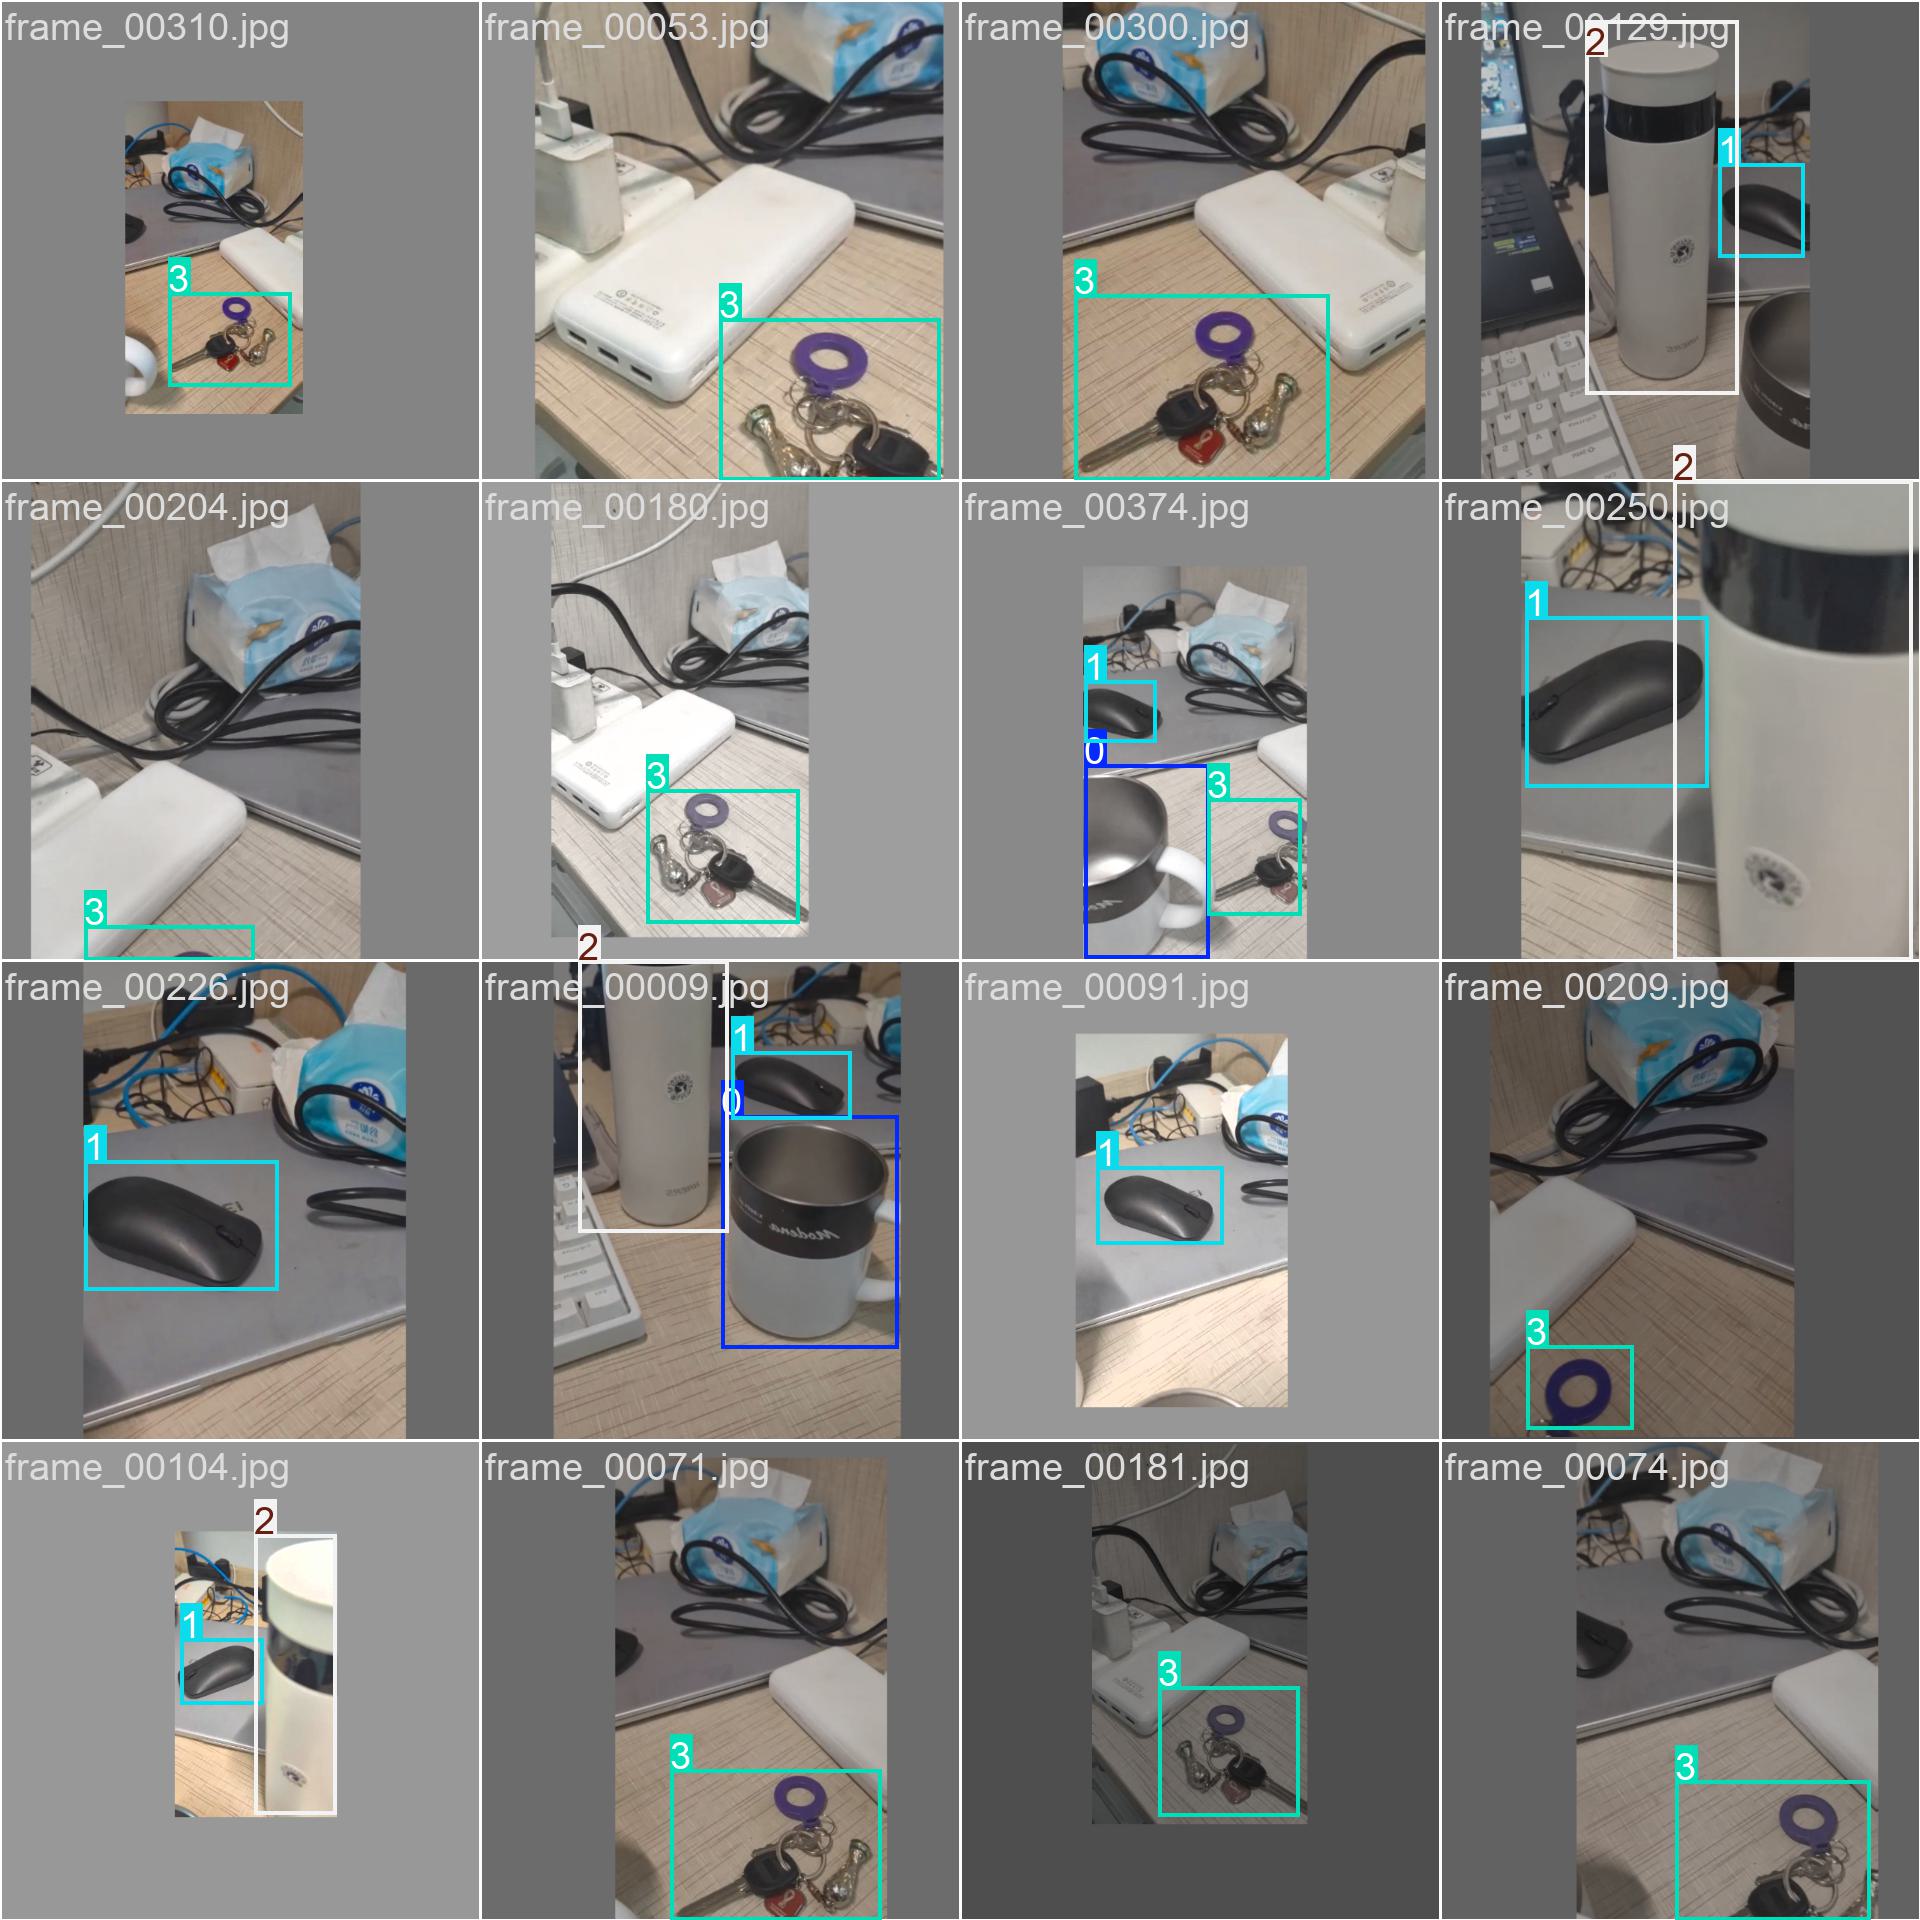 frame_00310.jpg
frame_00053.jpg
frame_00300.jpg
frame_00129.jpg
3
3
3
2
1
frame_00204.jpg
frame_00180.jpg
frame_00374.jpg
frame_00250.jpg
3
3
1
0
3
2
1
frame_00226.jpg
frame_00009.jpg
frame_00091.jpg
frame_00209.jpg
1
2
1
0
Modena
1
3
frame_00104.jpg
frame_00071.jpg
frame_00181.jpg
frame_00074.jpg
2
1
3
3
3